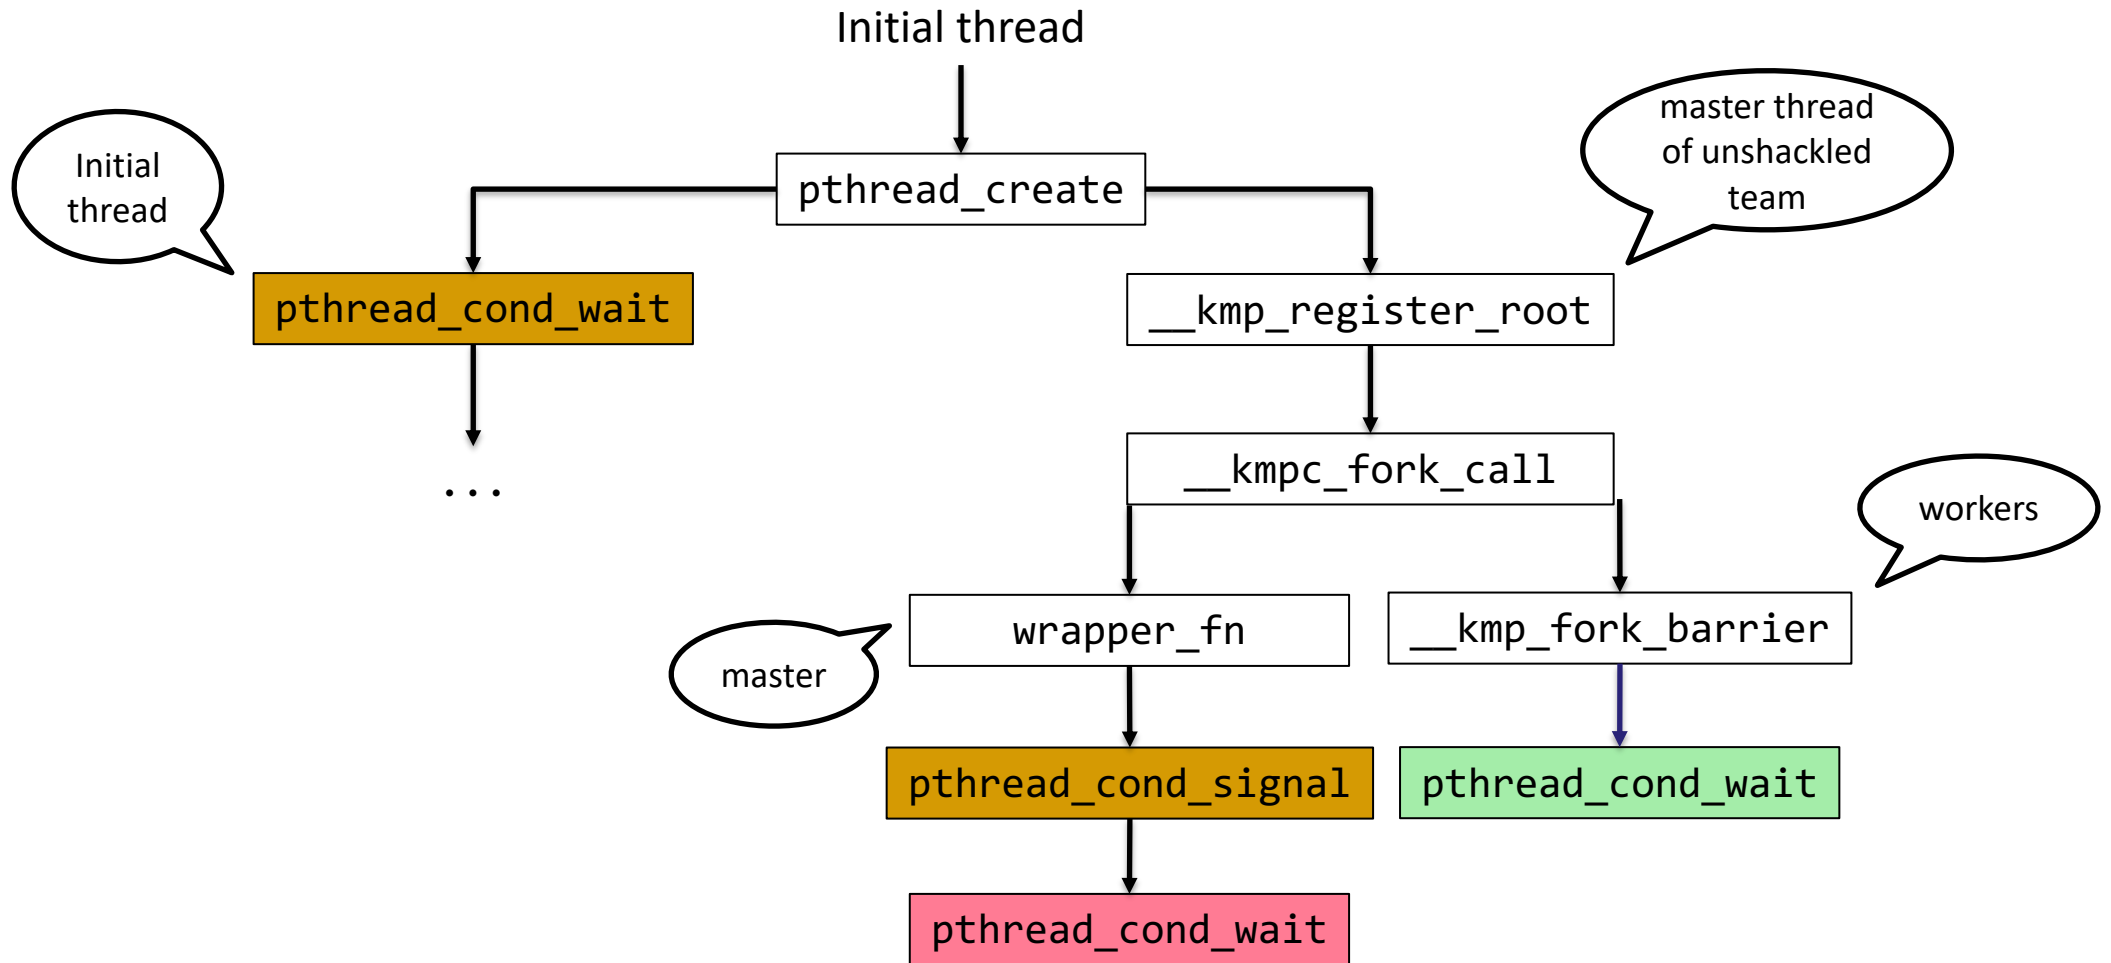 Initial thread
master thread
of unshackled
team
Initial
thread
pthread_create
pthread_cond_wait
__kmp_register_root
...
__kmpc_fork_call
workers
wrapper_fn
__kmp_fork_barrier
master
pthread_cond_signal
pthread_cond_wait
pthread_cond_wait